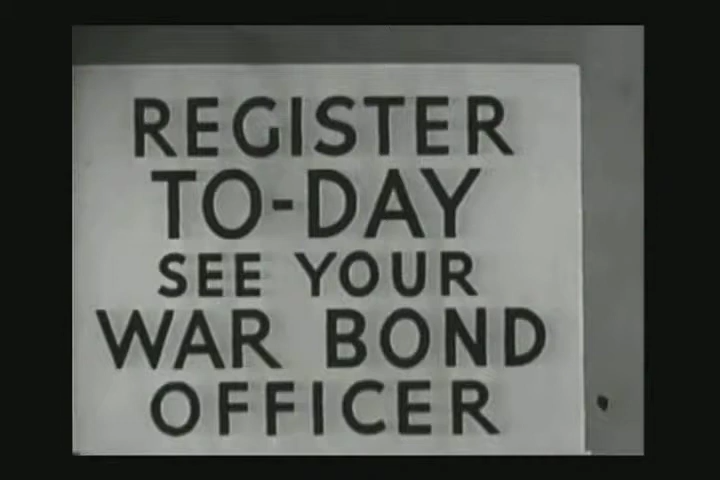 REGISTER
TO-DAY
SEE YOUR
WAR BOND
OFFICER